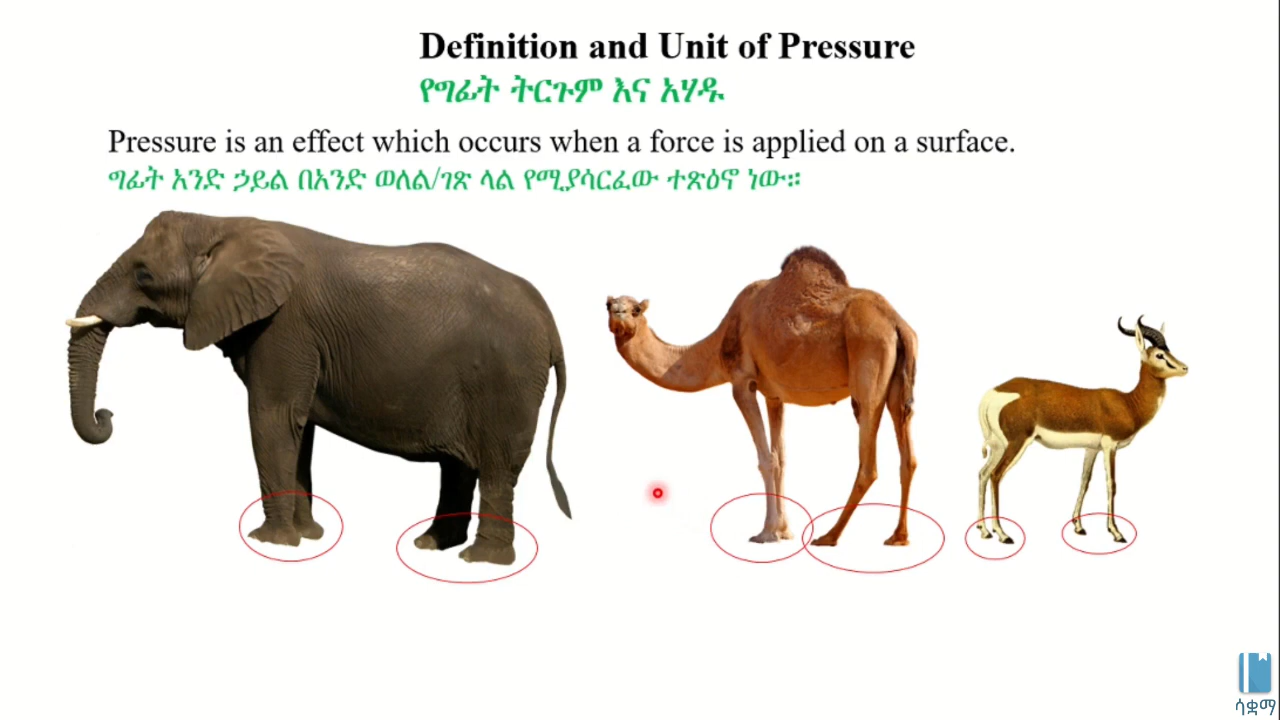 Definition and Unit of Pressure
የግፊት ትርጉም እና አሃዱ
Pressure is an effect which occurs when a force is applied on a surface.
ግፊት አንድ ኃይል በአንድ ወለል/ገጽ ላል የሚያሳርፈው ተጽዕኖ ነው።
ሳቋማ